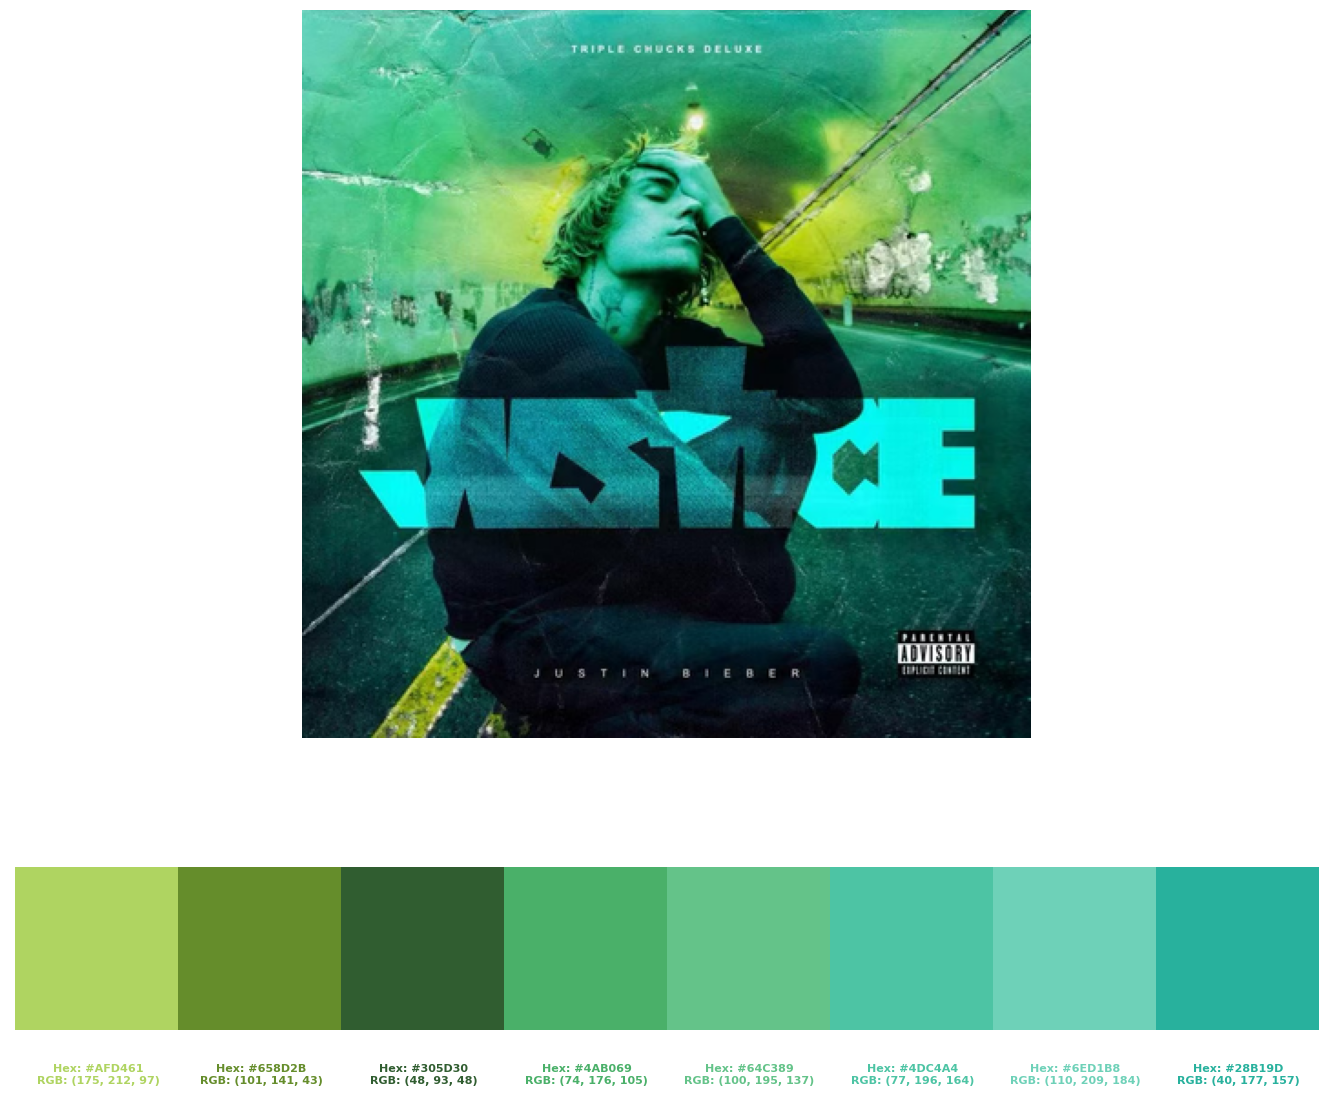 TRIPLE CHUCKS DELUXE
JUSTICE
JUSTIN BIEBER
PARENTAL
ADVISORY
EXPLICIT CONTENT
Hex: #AFD461 Hex: #658D2B Hex: #305D30 Hex: #4AB069 Hex: #64C389 Hex: #4DC4A4 Hex: #6ED1B8 Hex: #28B19D
RGB: (175, 212, 97) RGB: (101, 141, 43) RGB: (48, 93, 48) RGB: (74, 176, 105) RGB: (100, 195, 137) RGB: (77, 196, 164) RGB: (110, 209, 184) RGB: (40, 177, 157)